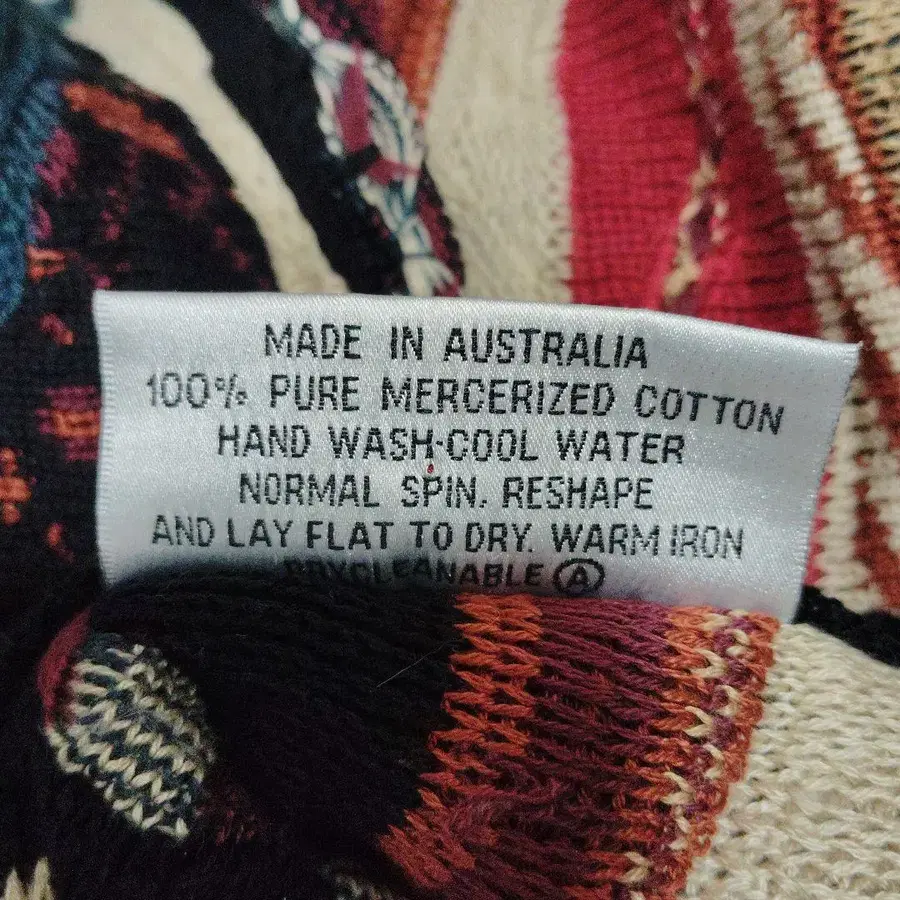 MADE IN AUSTRALIA
100% PURE MERCERIZED COTTON
HAND WASH-COOL WATER
NORMAL SPIN. RESHAPE
AND LAY FLAT TO DRY. WARM IRON
DRYCLEANABLE Ⓐ